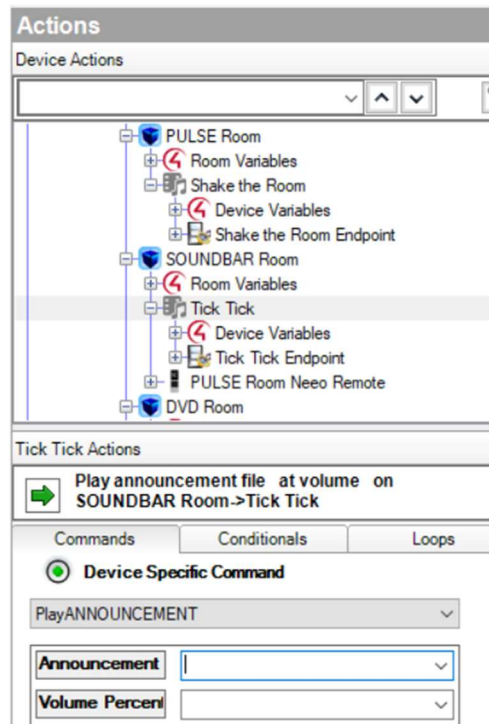 Actions
Device Actions
PULSE Room
Room Variables
Shake the Room
Device Variables
Shake the Room Endpoint
SOUNDBAR Room
Room Variables
Tick Tick
Device Variables
Tick Tick Endpoint
PULSE Room Neeo Remote
DVD Room
Tick Tick Actions
Play announcement file at volume on
SOUNDBAR Room->Tick Tick
Commands Conditionals Loops
Device Specific Command
PlayANNOUNCEMENT
Announcement
Volume Percent